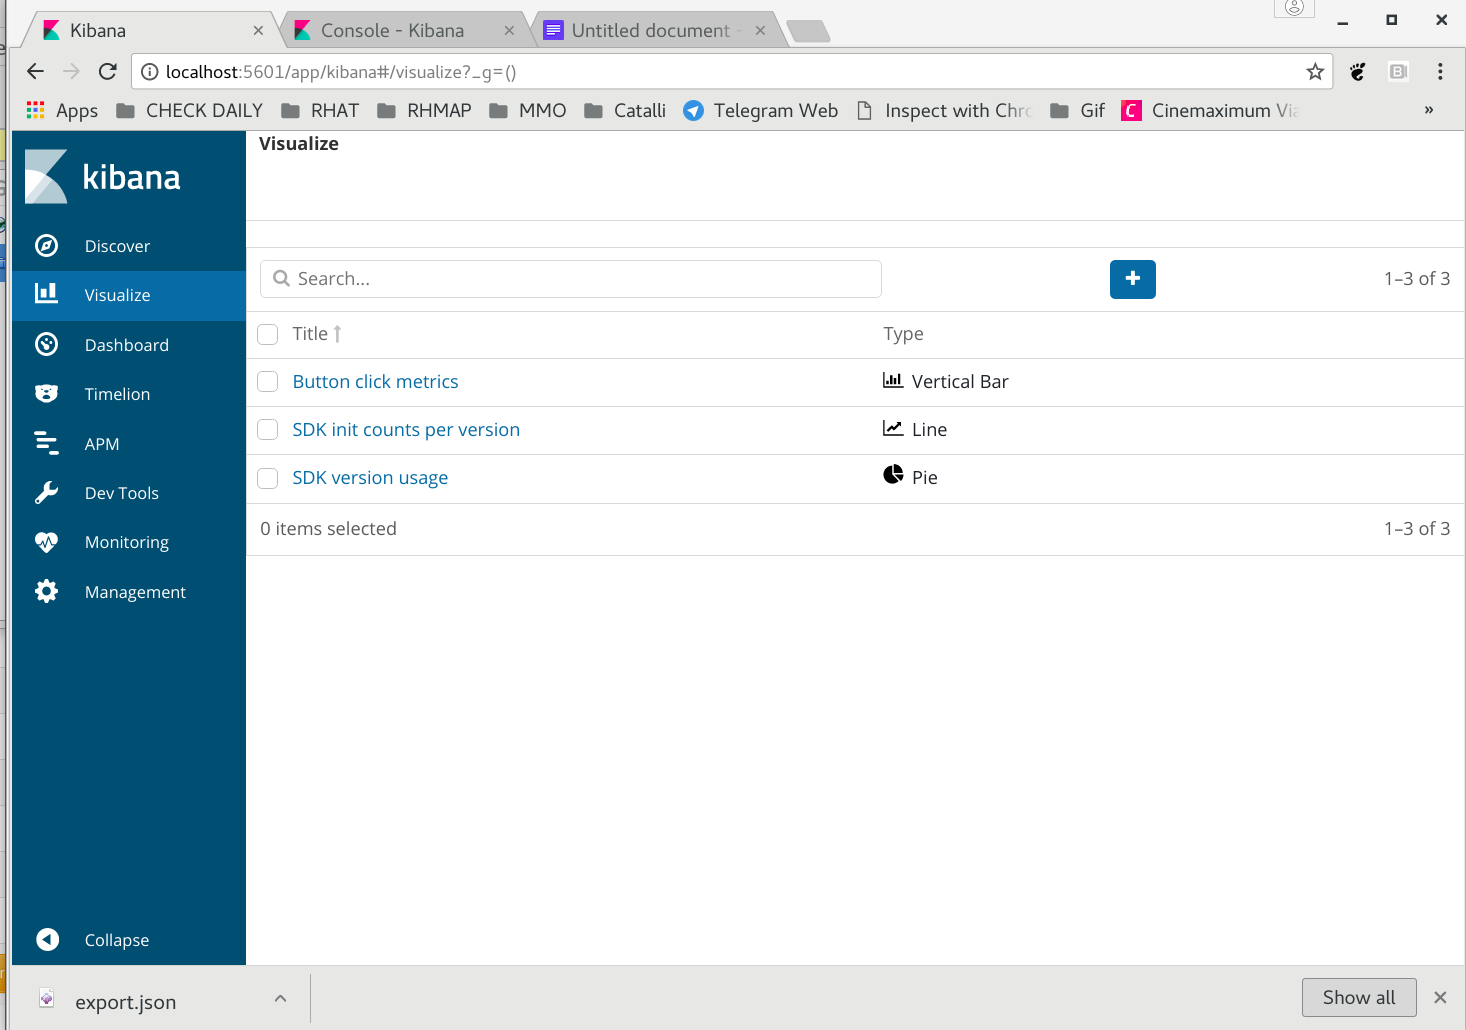 Kibana
Console - Kibana
Untitled document -
localhost:5601/app/kibana#/visualize?_g=()
Apps CHECK DAILY RHAT RHMAP MMO Catalli Telegram Web Inspect with Chro Gif Cinemaximum Via »
kibana
Visualize
Discover
Visualize
Dashboard
Timelion
APM
Dev Tools
Monitoring
Management
Collapse
Search...
+
1–3 of 3
Title Type
Button click metrics Vertical Bar
SDK init counts per version Line
SDK version usage Pie
0 items selected 1–3 of 3
export.json
Show all